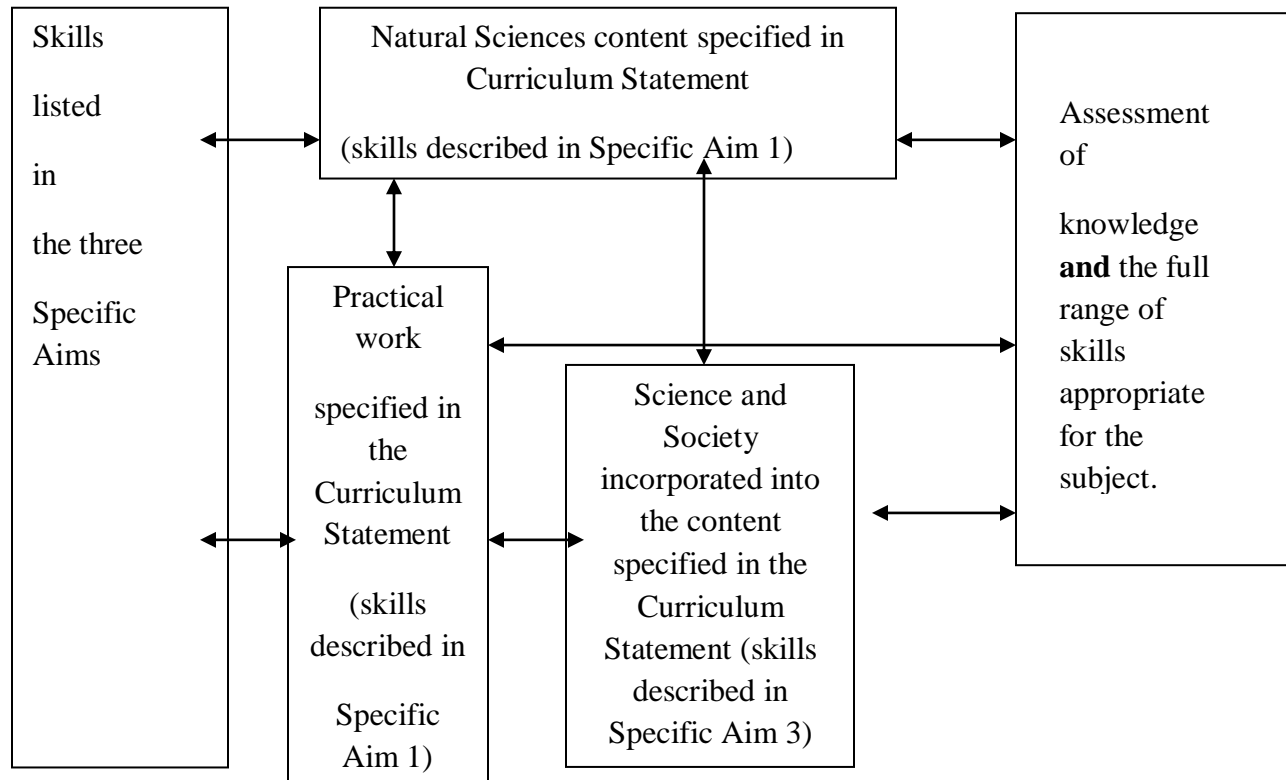 Skills
listed
in
the three
Specific
Aims
Natural Sciences content specified in
Curriculum Statement
(skills described in Specific Aim 1)
Practical
work
specified in
the
Curriculum
Statement
(skills
described in
Specific
Aim 1)
Science and
Society
incorporated into
the content
specified in the
Curriculum
Statement (skills
described in
Specific Aim 3)
Assessment
of
knowledge
and the full
range of
skills
appropriate
for the
subject.